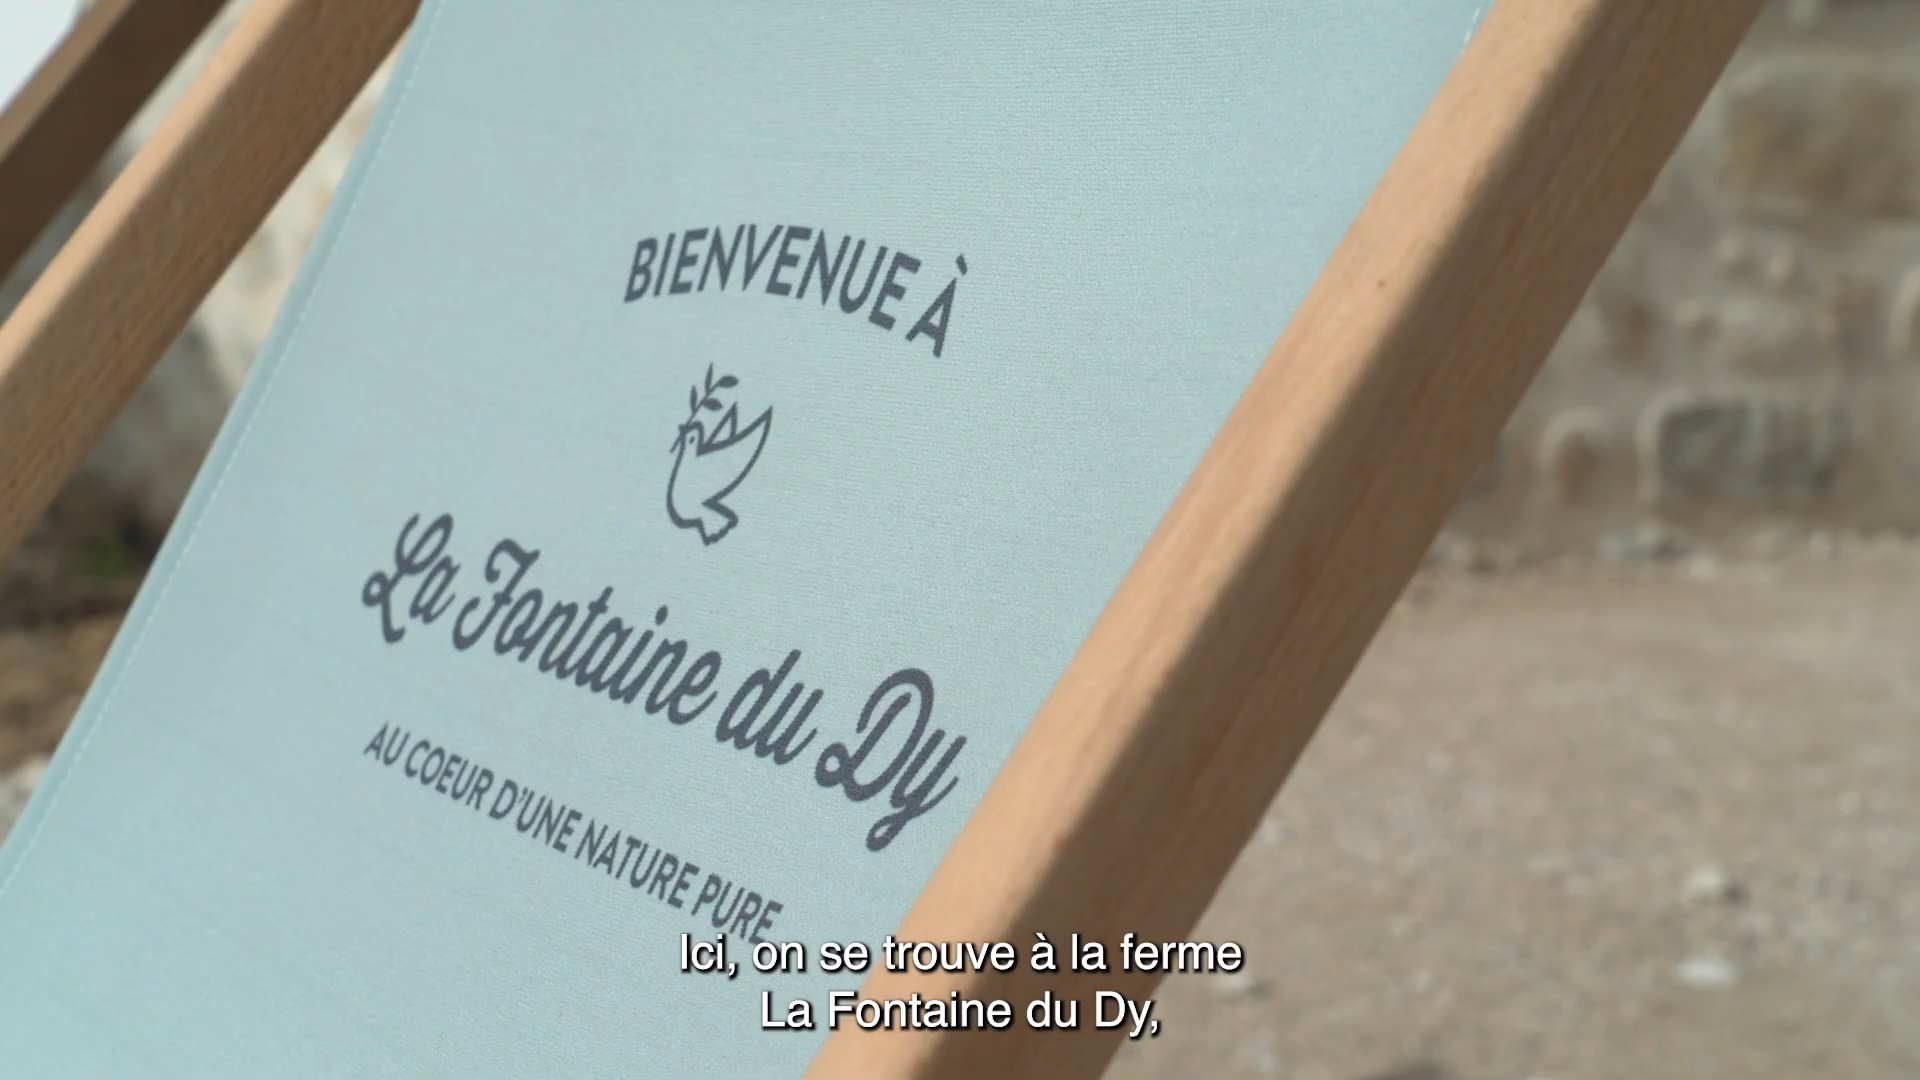 BIENVENUE À
La Fontaine du Dy
AU COEUR D'UNE NATURE PURE
Ici, on se trouve à la ferme
La Fontaine du Dy,